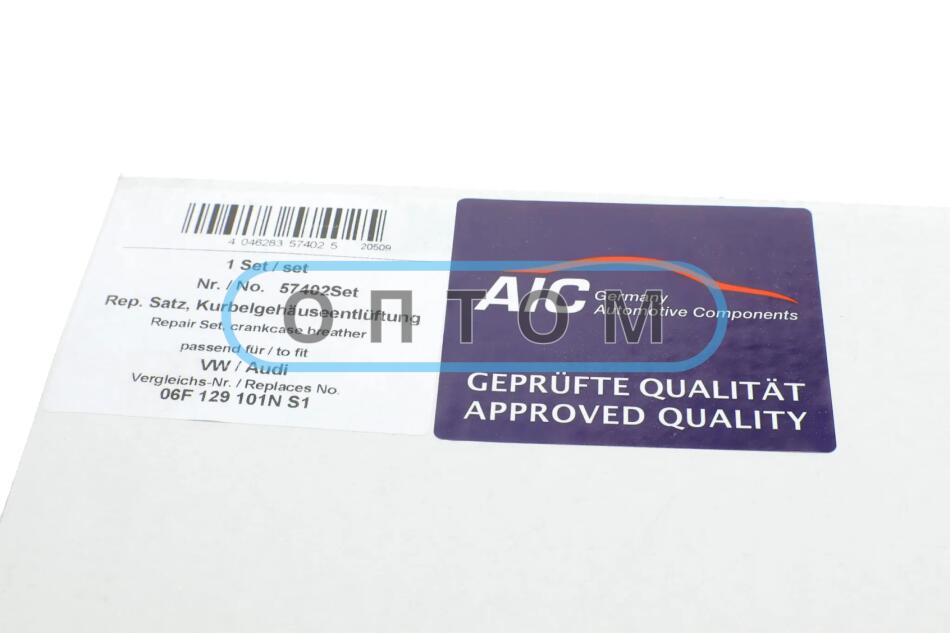 4 046283 57402 5 20509
1 Set / set
Nr. / No. 57402Set
Rep. Satz, Kurbelgehäuseentlüftung
Repair Set, crankcase breather
passend für / to fit
VW / Audi
Vergleichs-Nr. / Replaces No.
06F 129 101N S1
AIC Germany
Automotive Components
GEPRÜFTE QUALITÄT
APPROVED QUALITY
ОПТОМ